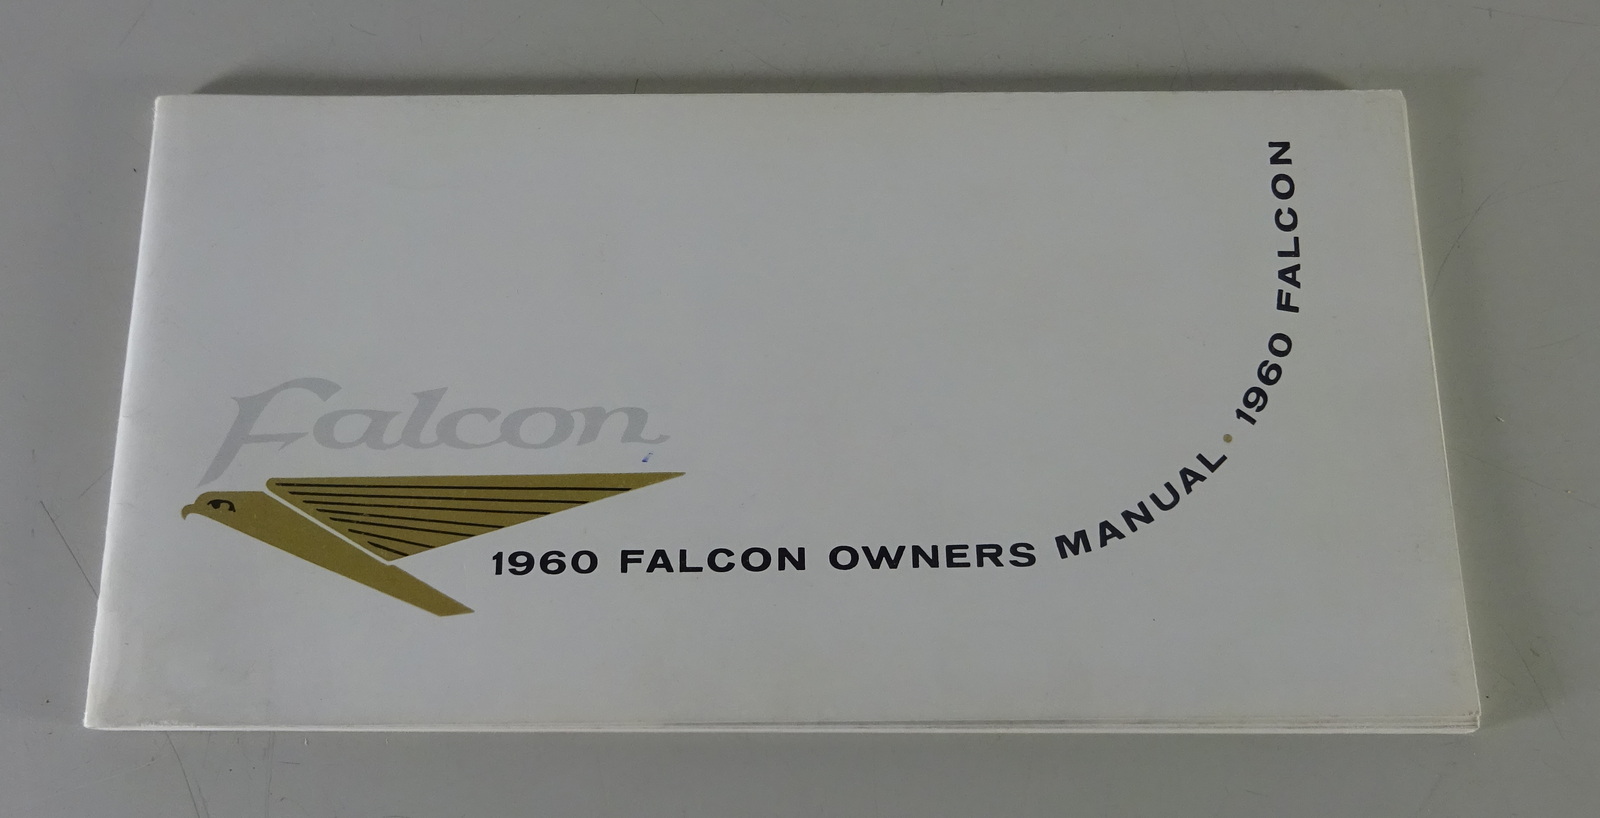 Falcon
1960 FALCON OWNERS MANUAL • 1960 FALCON